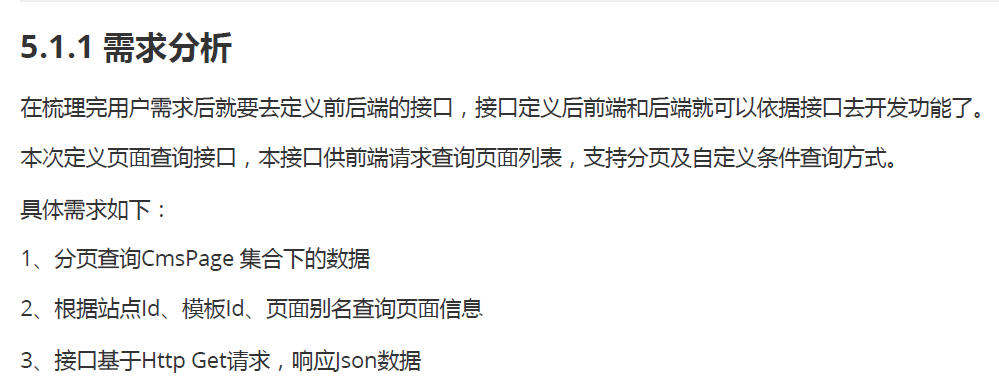 5.1.1 需求分析
在梳理完用户需求后就要去定义前后端的接口，接口定义后前端和后端就可以依据接口去开发功能了。
本次定义页面查询接口，本接口供前端请求查询页面列表，支持分页及自定义条件查询方式。
具体需求如下：
1、分页查询CmsPage 集合下的数据
2、根据站点Id、模板Id、页面别名查询页面信息
3、接口基于Http Get请求，响应Json数据